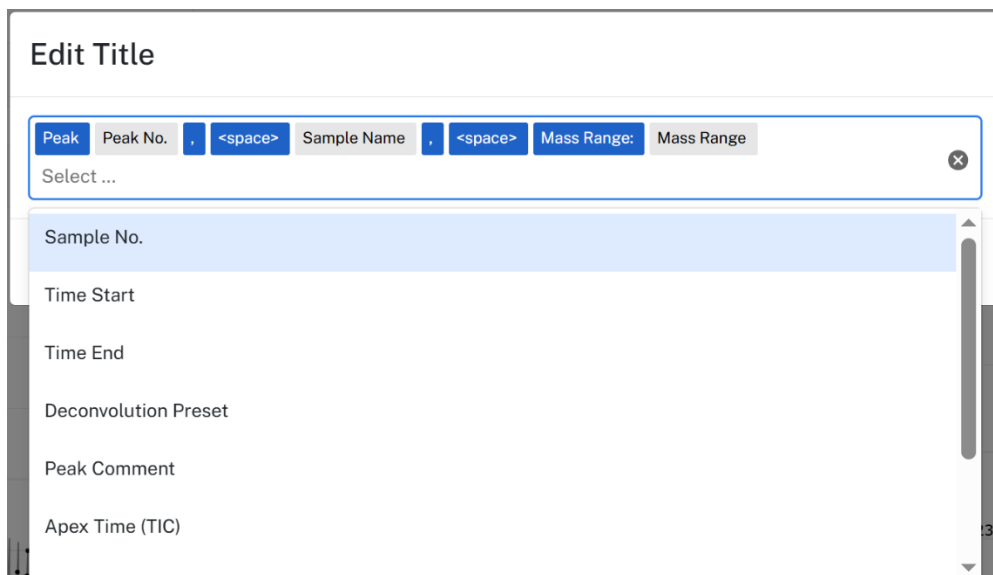 Edit Title
Peak Peak No. , <space> Sample Name , <space> Mass Range: Mass Range
Select ...
Sample No.
Time Start
Time End
Deconvolution Preset
Peak Comment
Apex Time (TIC)
23